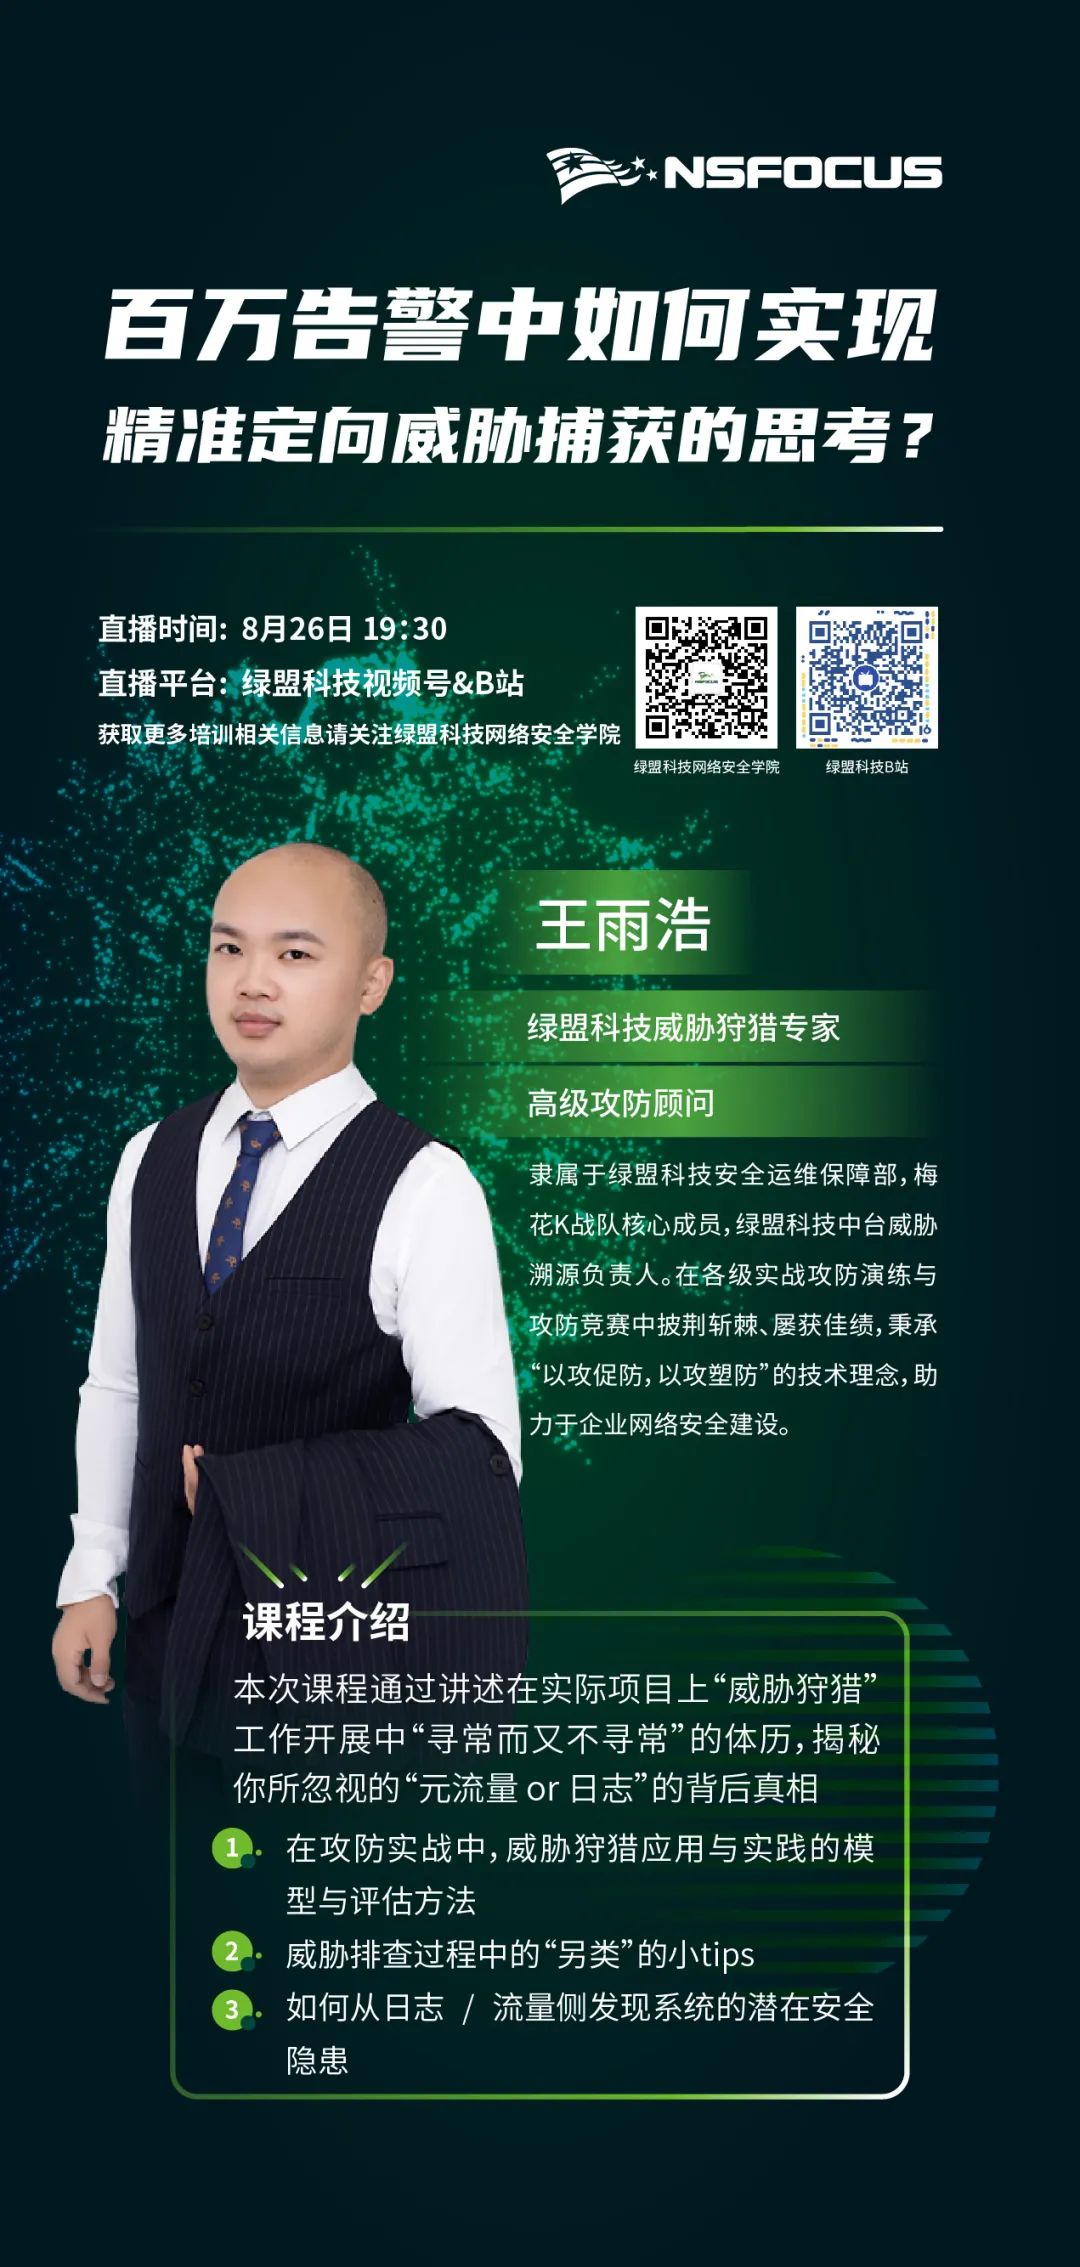 NSFOCUS
百万告警中如何实现
精准定向威胁捕获的思考？
直播时间：8月26日 19:30
直播平台：绿盟科技视频号&B站
获取更多培训相关信息请关注绿盟科技网络安全学院
NSFOCUS
绿盟科技网络安全学院
绿盟科技B站
王雨浩
绿盟科技威胁狩猎专家
高级攻防顾问
隶属于绿盟科技安全运维保障部，梅
花K战队核心成员，绿盟科技中台威胁
溯源负责人。在各级实战攻防演练与
攻防竞赛中披荆斩棘、屡获佳绩，秉承
“以攻促防，以攻塑防”的技术理念，助
力于企业网络安全建设。
课程介绍
本次课程通过讲述在实际项目上“威胁狩猎”
工作开展中“寻常而又不寻常”的体历，揭秘
你所忽视的“元流量 or 日志”的背后真相
1 在攻防实战中，威胁狩猎应用与实践的模
型与评估方法
2 威胁排查过程中的“另类”的小tips
3 如何从日志 / 流量侧发现系统的潜在安全
隐患